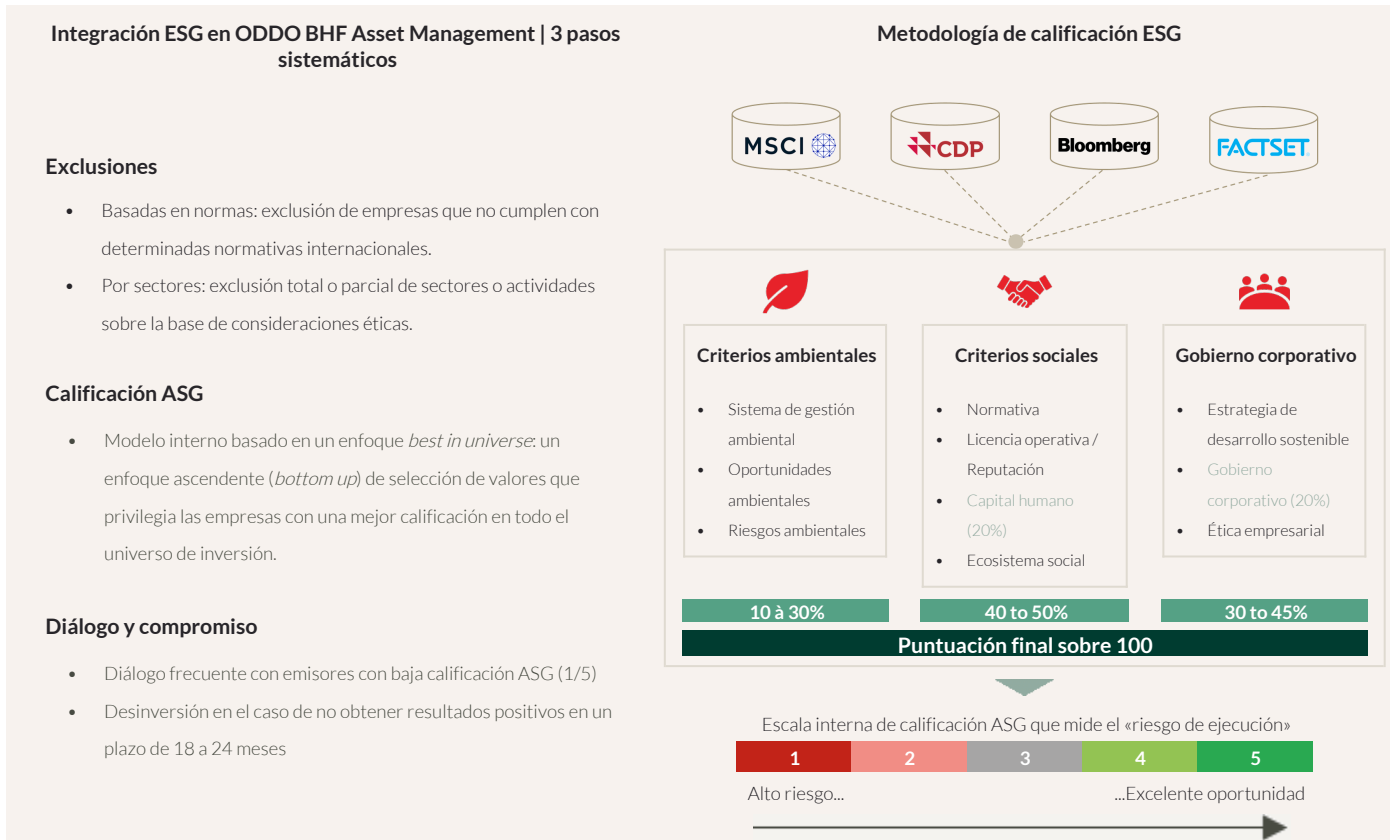 Integración ESG en ODDO BHF Asset Management | 3 pasos
sistemáticos
Exclusiones
• Basadas en normas: exclusión de empresas que no cumplen con
determinadas normativas internacionales.
• Por sectores: exclusión total o parcial de sectores o actividades
sobre la base de consideraciones éticas.
Calificación ASG
• Modelo interno basado en un enfoque best in universe: un
enfoque ascendente (bottom up) de selección de valores que
privilegia las empresas con una mejor calificación en todo el
universo de inversión.
Diálogo y compromiso
• Diálogo frecuente con emisores con baja calificación ASG (1/5)
• Desinversión en el caso de no obtener resultados positivos en un
plazo de 18 a 24 meses
Metodología de calificación ESG
MSCI
CDP
Bloomberg
FACTSET
Criterios ambientales
• Sistema de gestión
ambiental
• Oportunidades
ambientales
• Riesgos ambientales
10 à 30%
Criterios sociales
• Normativa
• Licencia operativa /
Reputación
• Capital humano
(20%)
• Ecosistema social
40 to 50%
Gobierno corporativo
• Estrategia de
desarrollo sostenible
• Gobierno
corporativo (20%)
• Ética empresarial
30 to 45%
Puntuación final sobre 100
Escala interna de calificación ASG que mide el «riesgo de ejecución»
1 2 3 4 5
Alto riesgo... ...Excelente oportunidad